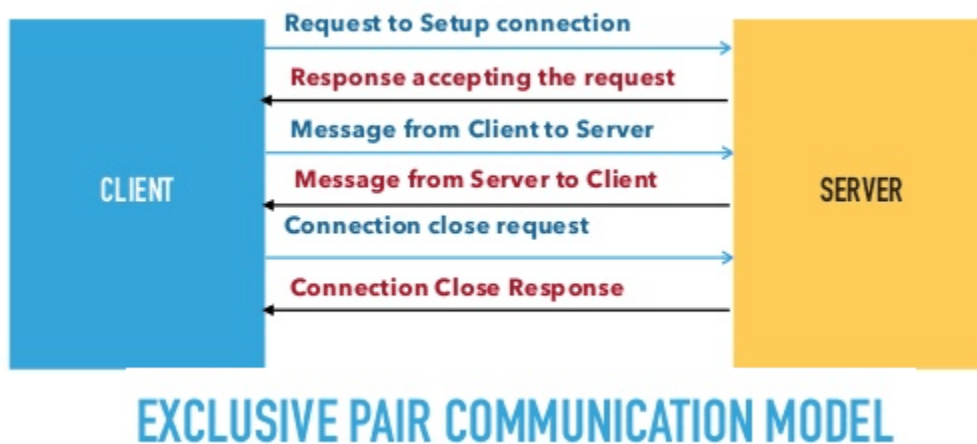 Request to Setup connection
Response accepting the request
Message from Client to Server
CLIENT
Message from Server to Client
SERVER
Connection close request
Connection Close Response
EXCLUSIVE PAIR COMMUNICATION MODEL